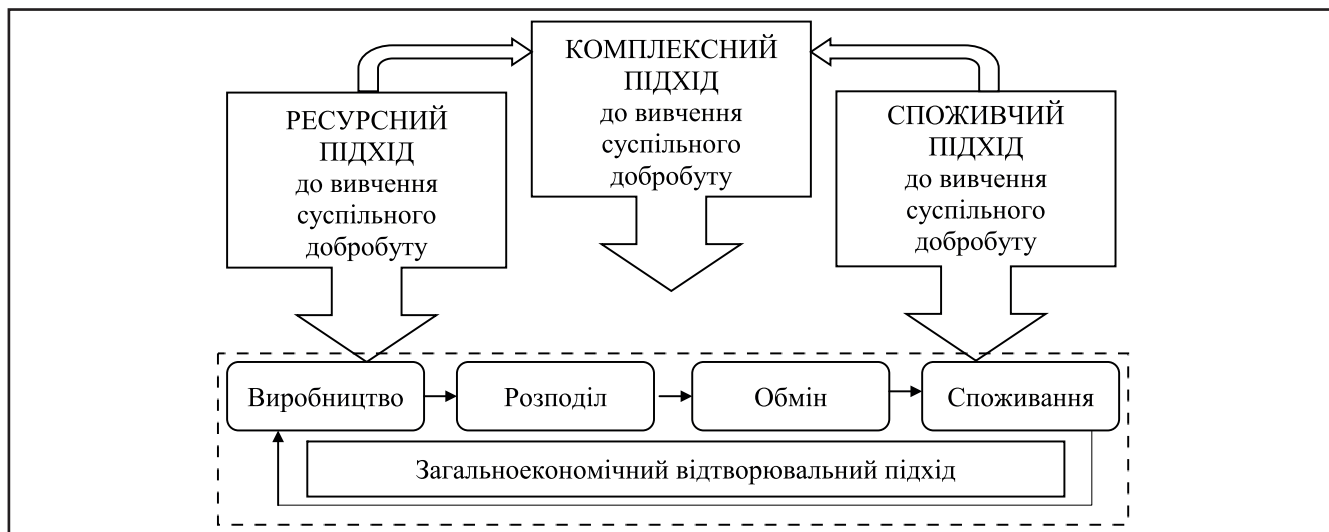 РЕСУРСНИЙ
ПІДХІД
до вивчення
суспільного
добробуту
КОМПЛЕКСНИЙ
ПІДХІД
до вивчення
суспільного
добробуту
СПОЖИВЧИЙ
ПІДХІД
до вивчення
суспільного
добробуту
Виробництво
Розподіл
Обмін
Споживання
Загальноекономічний відтворювальний підхід